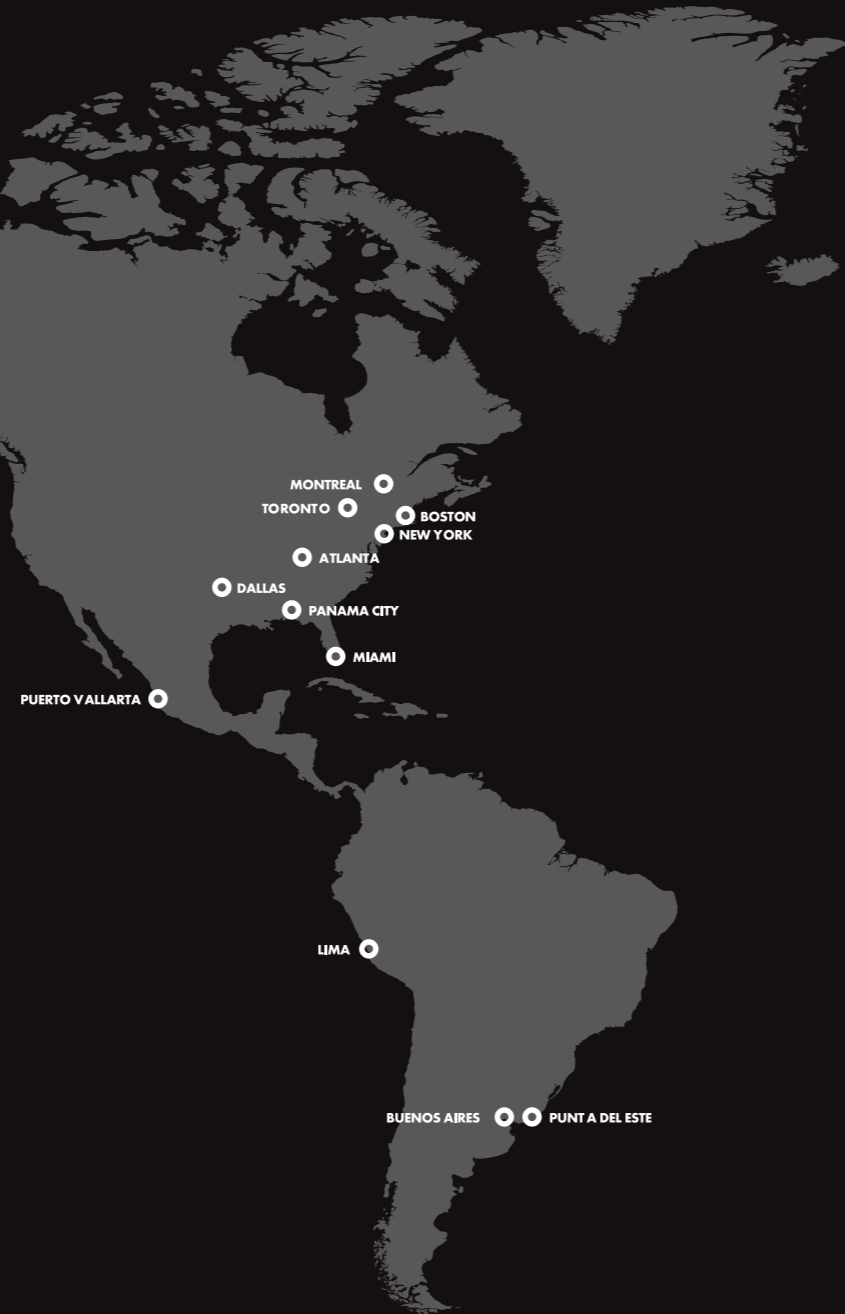 MONTREAL
TORONTO
BOSTON
NEW YORK
ATLANTA
DALLAS
PANAMA CITY
MIAMI
PUERTO VALLARTA
LIMA
BUENOS AIRES
PUNTA DEL ESTE